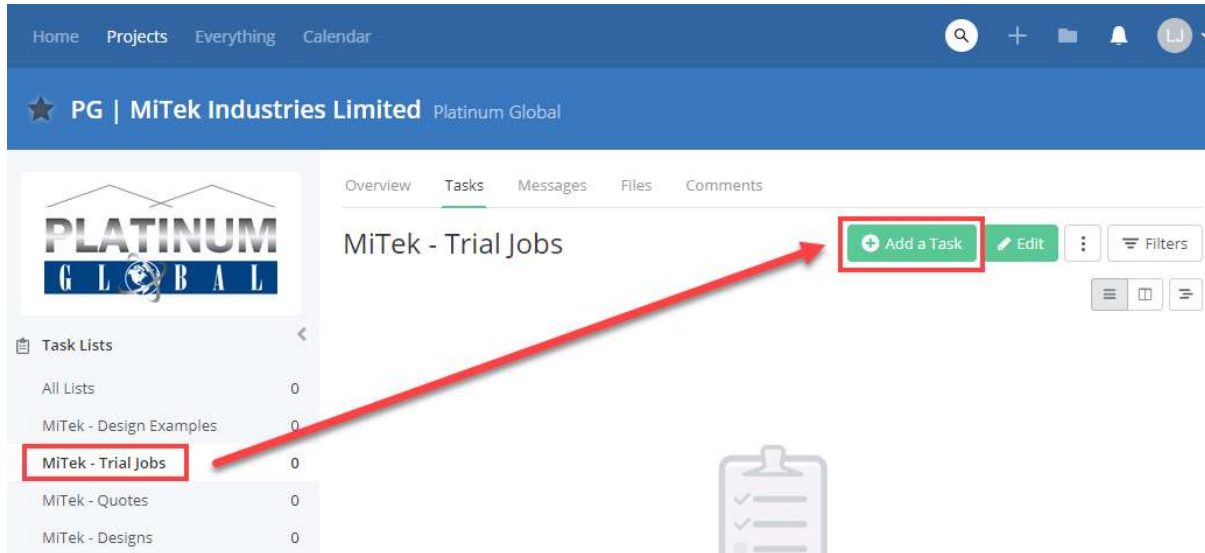 Home Projects Everything Calendar
LJ
PG | MiTek Industries Limited Platinum Global
PLATINUM
GLOBAL
Overview Tasks Messages Files Comments
MiTek - Trial Jobs
Add a Task Edit Filters
Task Lists
All Lists 0
MiTek - Design Examples 0
MiTek - Trial Jobs 0
MiTek - Quotes 0
MiTek - Designs 0